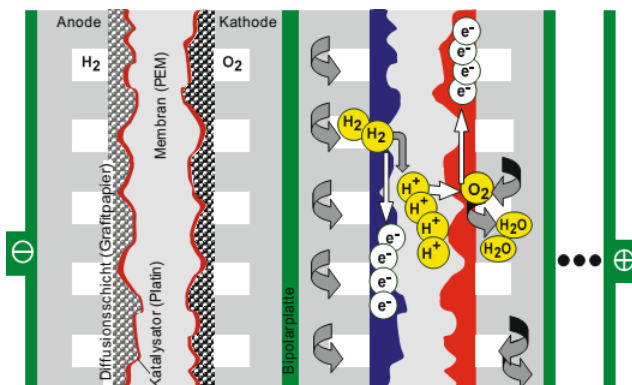 Anode
Kathode
H2
O2
Membran (PEM)
Diffusionsschicht (Grafitpapier)
Katalysator (Platin)
Bipolarplatte
⊖
e-
e-
e-
e-
H2
H2
H+
H+
H+
H+
O2
H2O
H2O
e-
e-
e-
e-
⊕